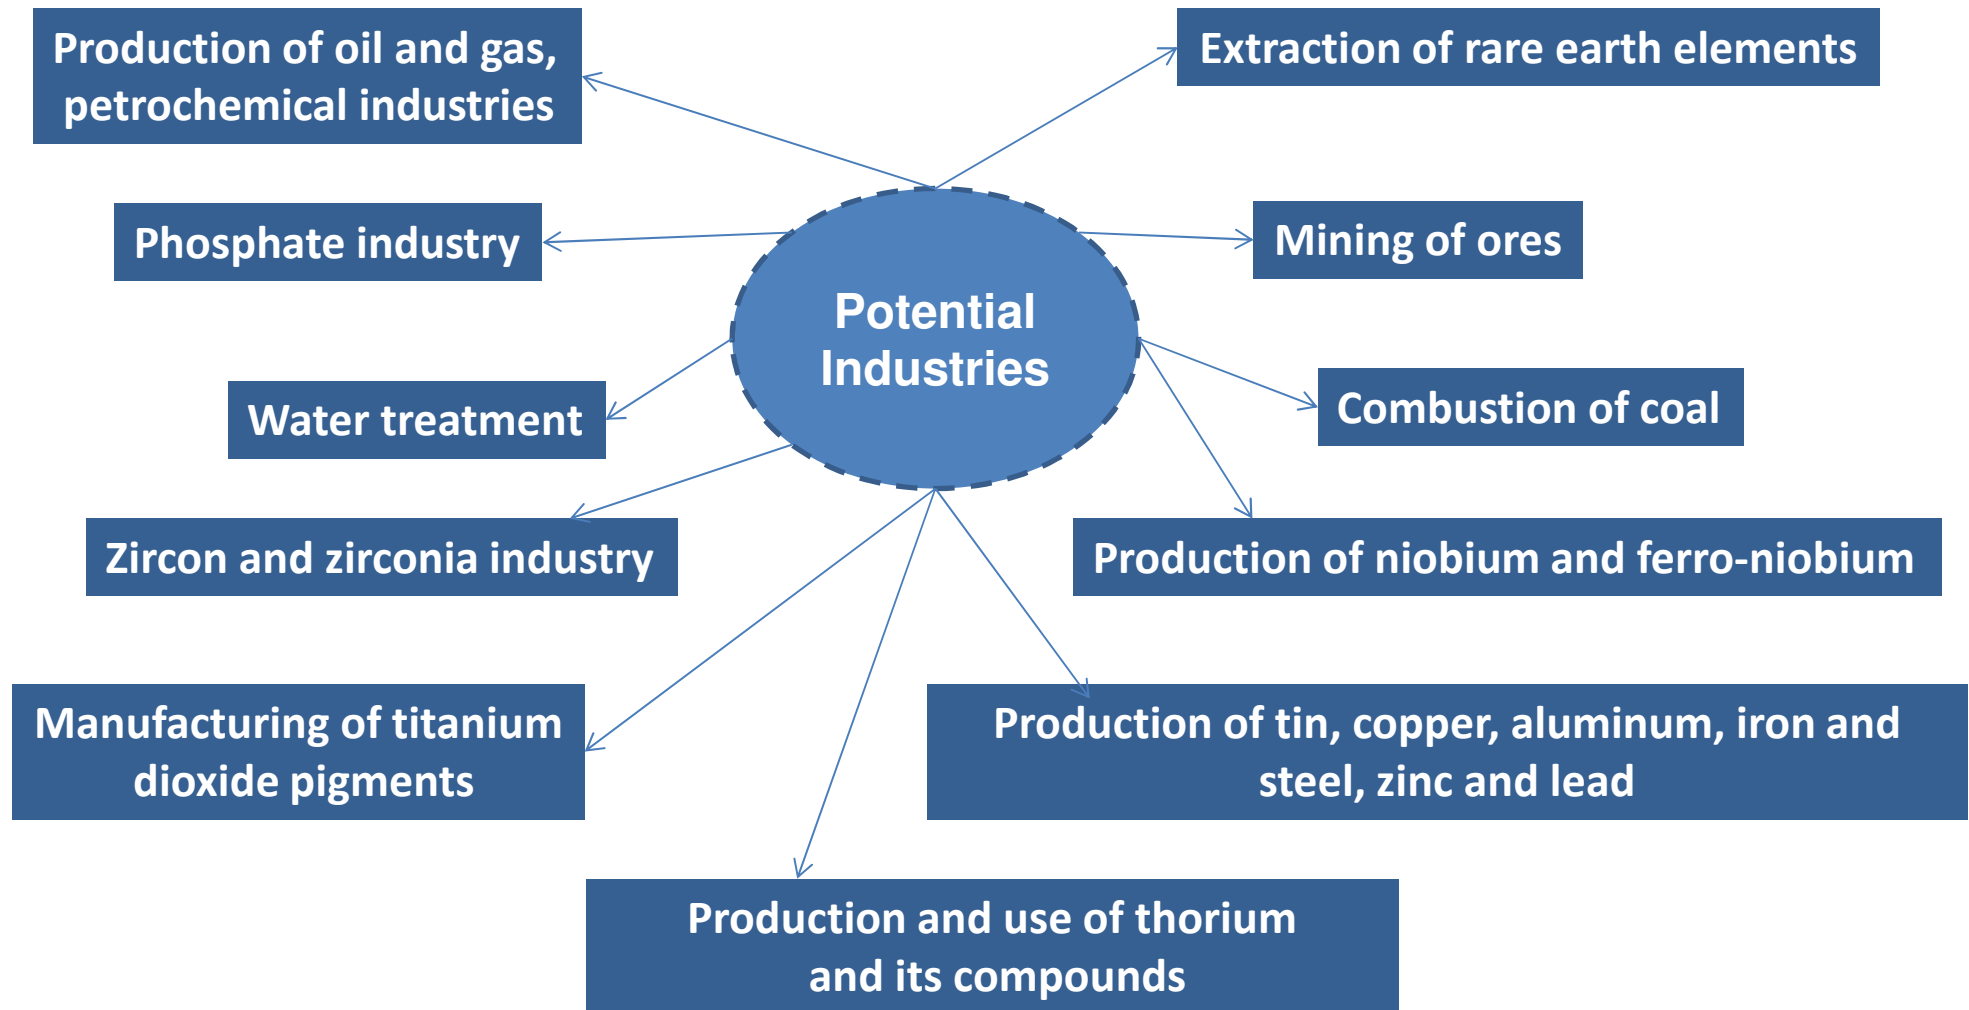 Production of oil and gas,
petrochemical industries
Extraction of rare earth elements
Phosphate industry
Mining of ores
Potential
Industries
Water treatment
Combustion of coal
Zircon and zirconia industry
Production of niobium and ferro-niobium
Manufacturing of titanium
dioxide pigments
Production of tin, copper, aluminum, iron and
steel, zinc and lead
Production and use of thorium
and its compounds